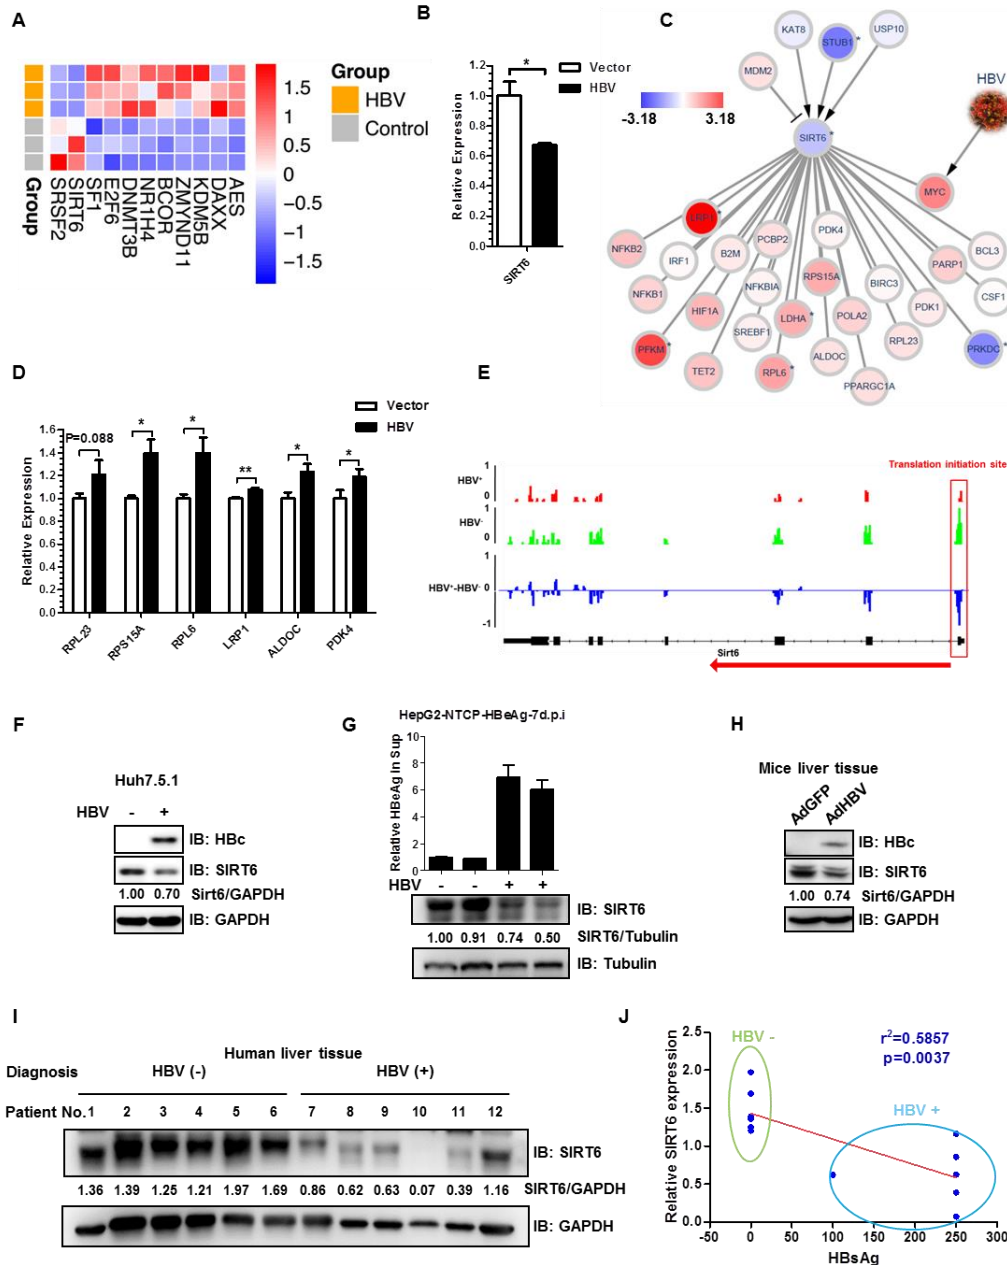 A
Group
HBV
Control
1.5
1
0.5
0
−0.5
−1
−1.5
Group
SRSF2
SIRT6
SF1
E2F6
DNMT3B
NR1H4
BCOR
ZMYND11
KDM5B
DAXX
AES
B
*
Vector
HBV
Relative Expression
1.2
1.0
0.8
0.6
0.4
0.2
0.0
SIRT6
C
KAT8
STUB1 *
USP10
MDM2
HBV
-3.18 3.18
SIRT6 *
MYC
LRP1 *
NFKB2
IRF1
B2M
PCBP2
PDK4
PARP1
BCL3
NFKB1
HIF1A
NFKBIA
RPS15A
BIRC3
PDK1
CSF1
SREBF1
LDHA *
POLA2
RPL23
PFKM *
TET2
RPL6 *
ALDOC
PPARGC1A
PRKDC *
D
Vector
HBV
Relative Expression
1.6
1.4
1.2
1.0
0.8
0.6
0.4
0.2
0.0
P=0.088
*
*
**
*
*
RPL23
RPS15A
RPL6
LRP1
ALDOC
PDK4
E
Translation initiation site
HBV+
1
0
HBV-
1
0
HBV+-HBV-
1
0
-1
Sirt6
F
Huh7.5.1
HBV - +
IB: HBc
IB: SIRT6
1.00 0.70 Sirt6/GAPDH
IB: GAPDH
G
HepG2-NTCP-HBeAg-7d.p.i
Relative HBeAg In Sup
10
8
6
4
2
0
HBV - - + +
IB: SIRT6
1.00 0.91 0.74 0.50 SIRT6/Tubulin
IB: Tubulin
H
Mice liver tissue
AdGFP
AdHBV
IB: HBc
IB: SIRT6
1.00 0.74 Sirt6/GAPDH
IB: GAPDH
I
Human liver tissue
Diagnosis HBV (-) HBV (+)
Patient No. 1 2 3 4 5 6 7 8 9 10 11 12
IB: SIRT6
1.36 1.39 1.25 1.21 1.97 1.69 0.86 0.62 0.63 0.07 0.39 1.16 SIRT6/GAPDH
IB: GAPDH
J
HBV -
r2=0.5857
p=0.0037
HBV +
Relative SIRT6 expression
2.5
2.0
1.5
1.0
0.5
0.0
-50 0 50 100 150 200 250 300
HBsAg